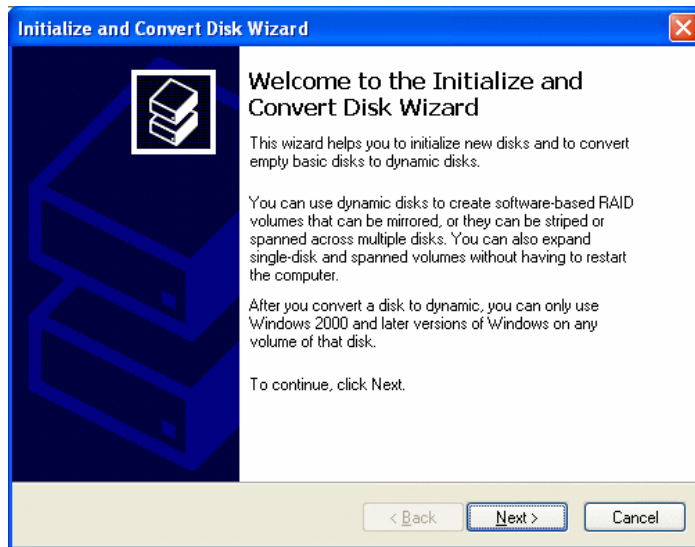 Initialize and Convert Disk Wizard
Welcome to the Initialize and
Convert Disk Wizard
This wizard helps you to initialize new disks and to convert
empty basic disks to dynamic disks.
You can use dynamic disks to create software-based RAID
volumes that can be mirrored, or they can be striped or
spanned across multiple disks. You can also expand
single-disk and spanned volumes without having to restart
the computer.
After you convert a disk to dynamic, you can only use
Windows 2000 and later versions of Windows on any
volume of that disk.
To continue, click Next.
< Back Next > Cancel